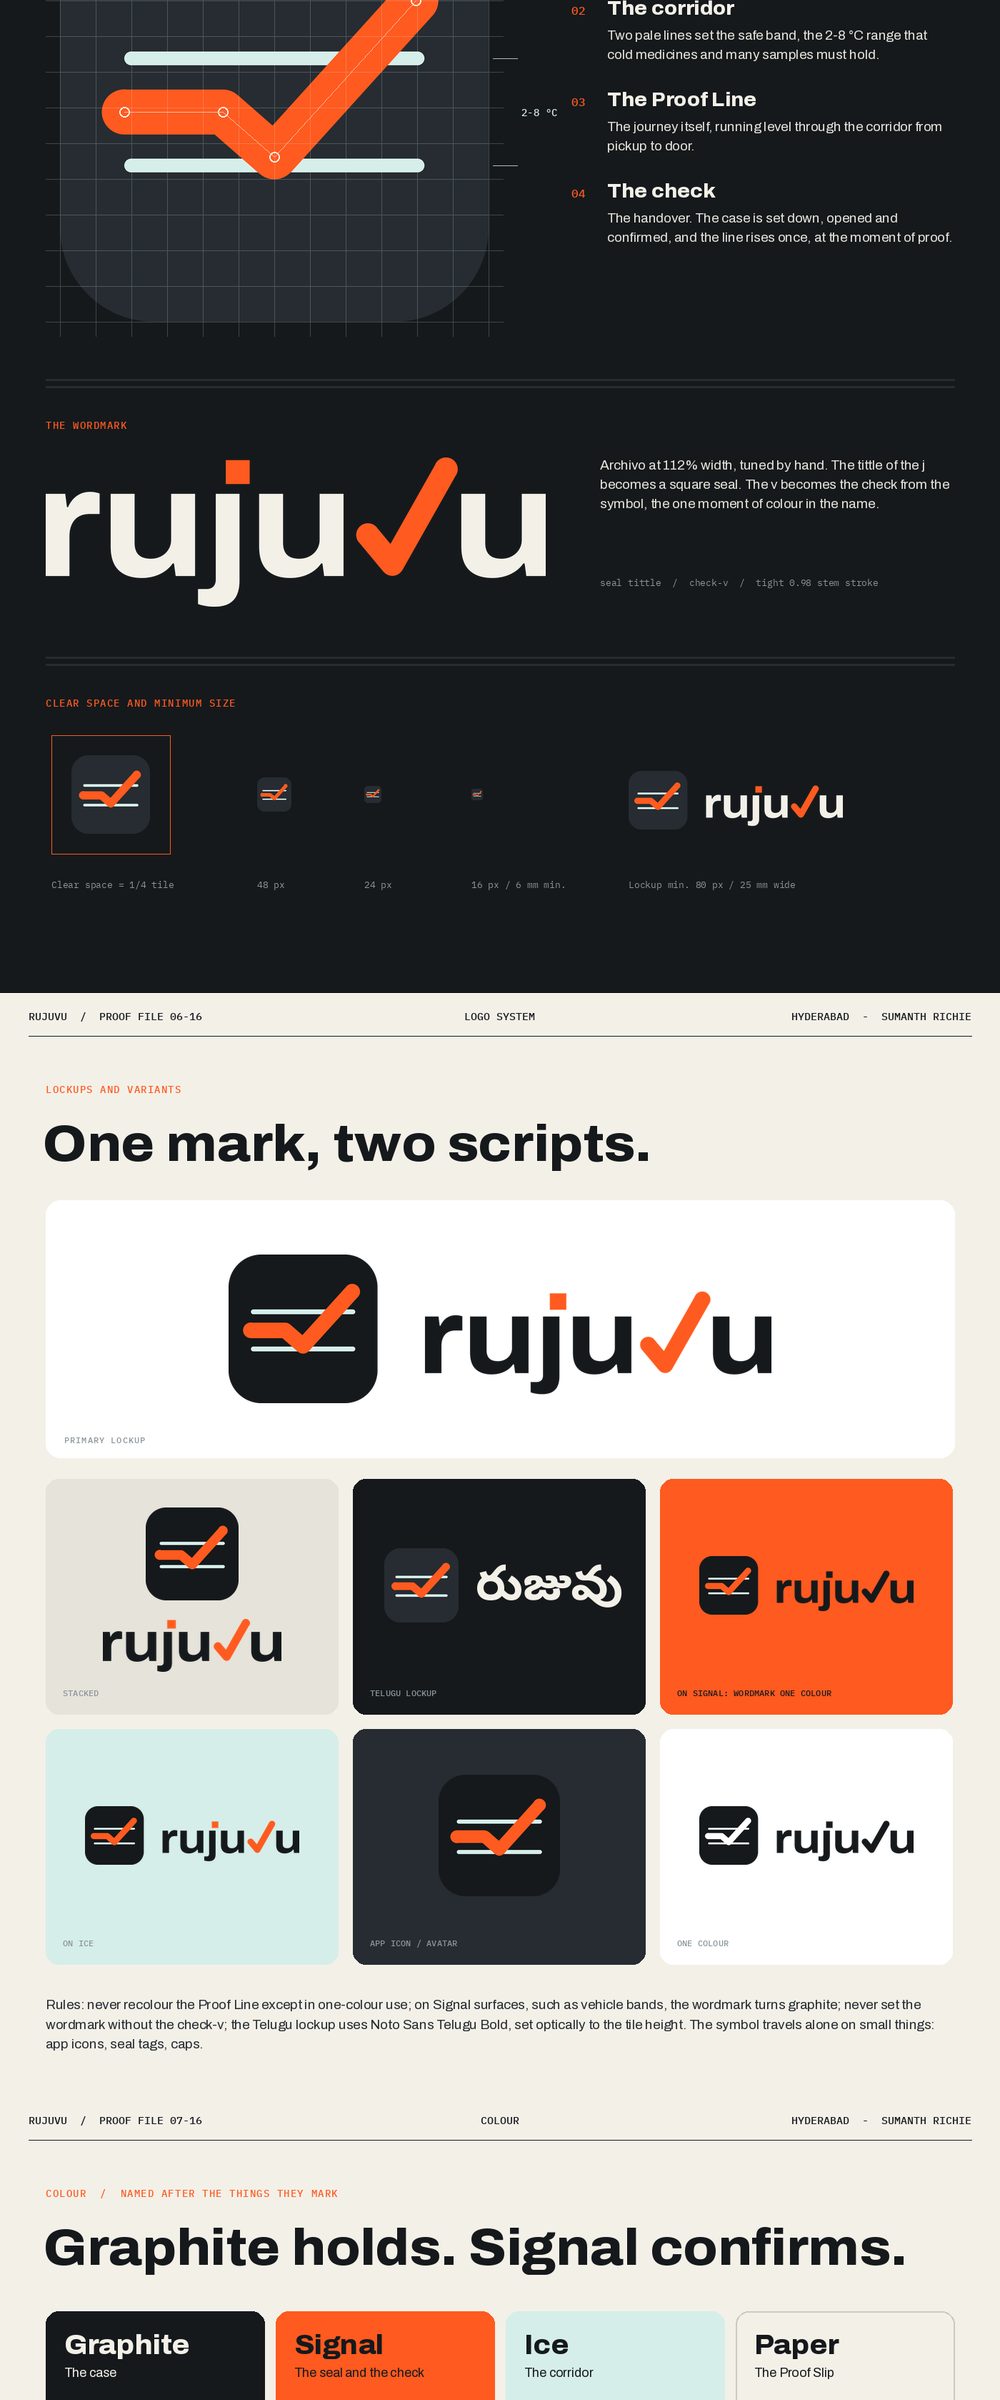 02 The corridor
Two pale lines set the safe band, the 2-8 °C range that
cold medicines and many samples must hold.
2-8 °C
03 The Proof Line
The journey itself, running level through the corridor from
pickup to door.
04 The check
The handover. The case is set down, opened and
confirmed, and the line rises once, at the moment of proof.
THE WORDMARK
rujuvu
Archivo at 112% width, tuned by hand. The tittle of the j
becomes a square seal. The v becomes the check from the
symbol, the one moment of colour in the name.
seal tittle / check-v / tight 0.98 stem stroke
CLEAR SPACE AND MINIMUM SIZE
rujuvu
Clear space = 1/4 tile
48 px
24 px
16 px / 6 mm min.
Lockup min. 80 px / 25 mm wide
RUJUVU / PROOF FILE 06-16
LOGO SYSTEM
HYDERABAD - SUMANTH RICHIE
LOCKUPS AND VARIANTS
One mark, two scripts.
rujuvu
PRIMARY LOCKUP
rujuvu
STACKED
రుజువు
TELUGU LOCKUP
rujuvu
ON SIGNAL: WORDMARK ONE COLOUR
rujuvu
ON ICE
APP ICON / AVATAR
rujuvu
ONE COLOUR
Rules: never recolour the Proof Line except in one-colour use; on Signal surfaces, such as vehicle bands, the wordmark turns graphite; never set the
wordmark without the check-v; the Telugu lockup uses Noto Sans Telugu Bold, set optically to the tile height. The symbol travels alone on small things:
app icons, seal tags, caps.
RUJUVU / PROOF FILE 07-16
COLOUR
HYDERABAD - SUMANTH RICHIE
COLOUR / NAMED AFTER THE THINGS THEY MARK
Graphite holds. Signal confirms.
Graphite
The case
Signal
The seal and the check
Ice
The corridor
Paper
The Proof Slip